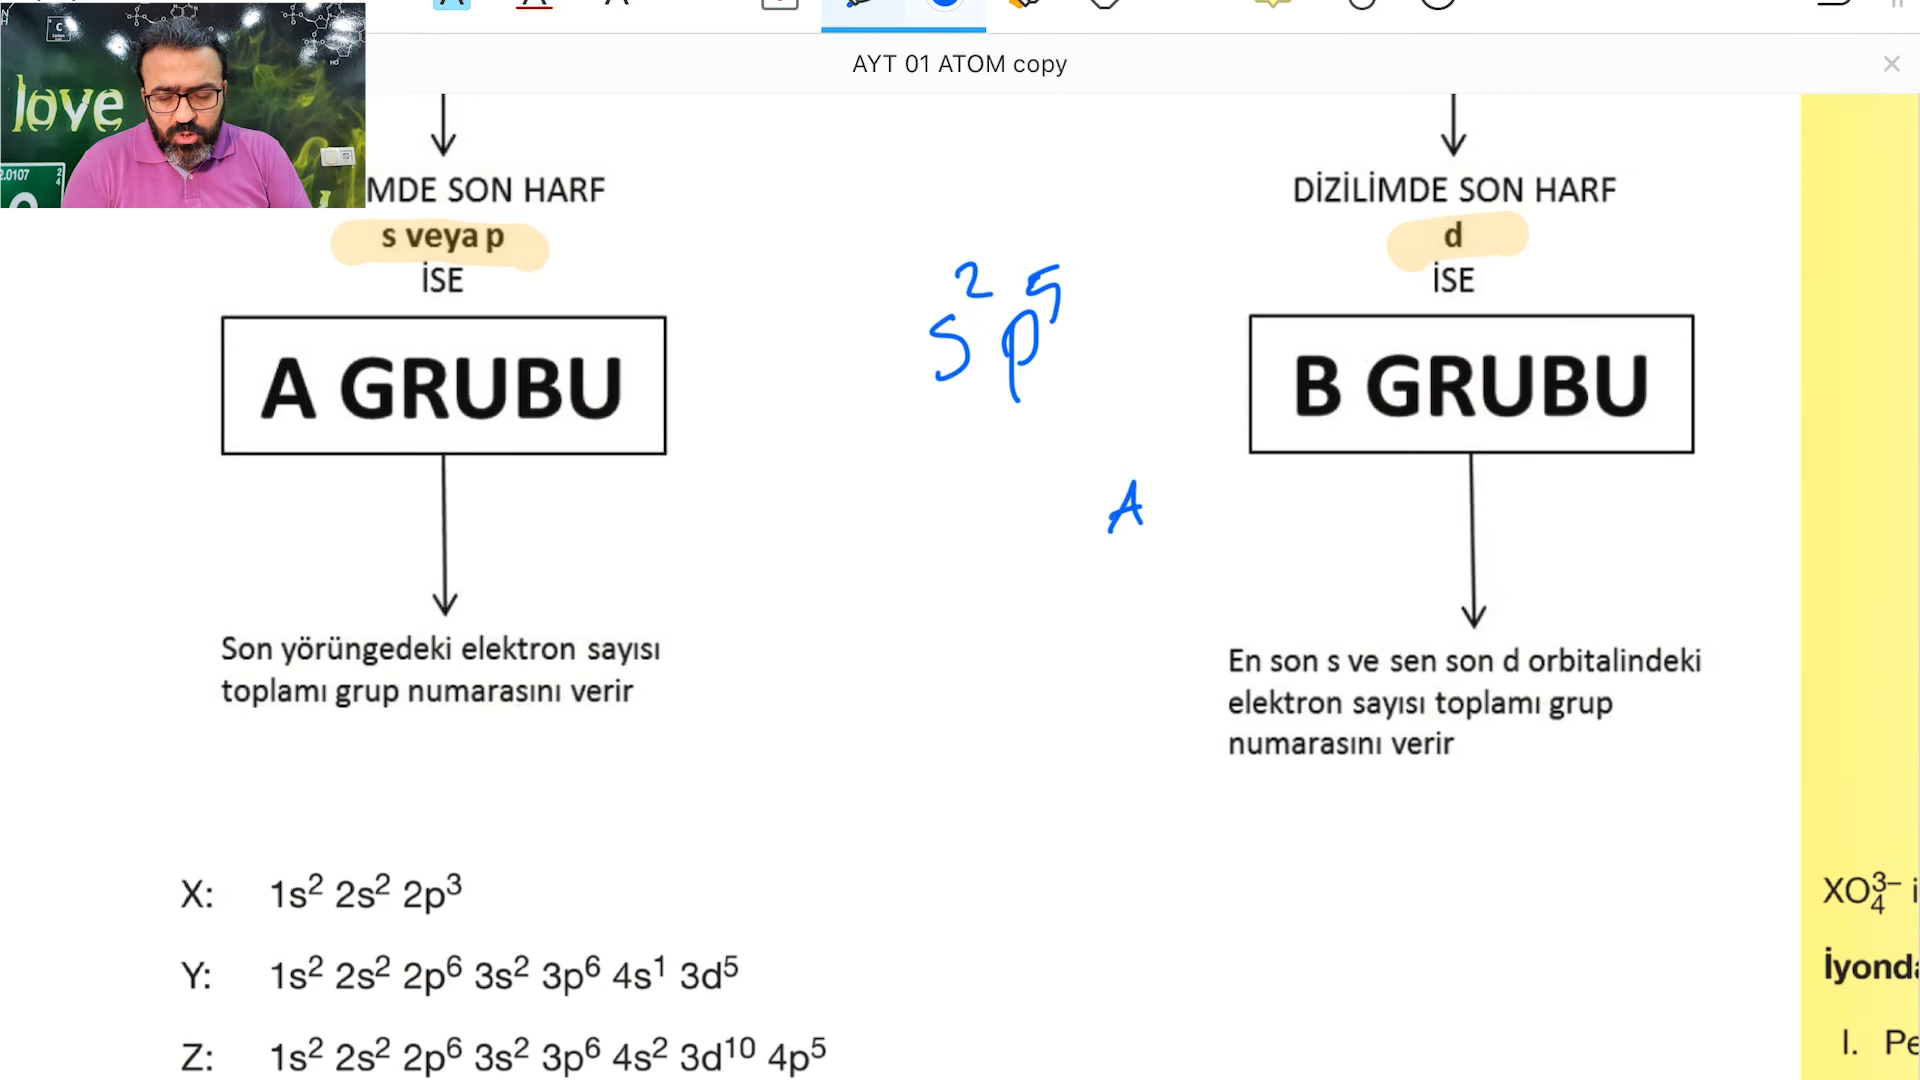 AYT 01 ATOM copy
love
C
2.0107
MDE SON HARF
s veya p
İSE
A GRUBU
Son yörüngedeki elektron sayısı
toplamı grup numarasını verir
s² p⁵
A
DİZİLİMDE SON HARF
d
İSE
B GRUBU
En son s ve sen son d orbitalindeki
elektron sayısı toplamı grup
numarasını verir
X: 1s² 2s² 2p³
Y: 1s² 2s² 2p⁶ 3s² 3p⁶ 4s¹ 3d⁵
Z: 1s² 2s² 2p⁶ 3s² 3p⁶ 4s² 3d¹⁰ 4p⁵
XO₄³⁻ i
İyond
I. Pe